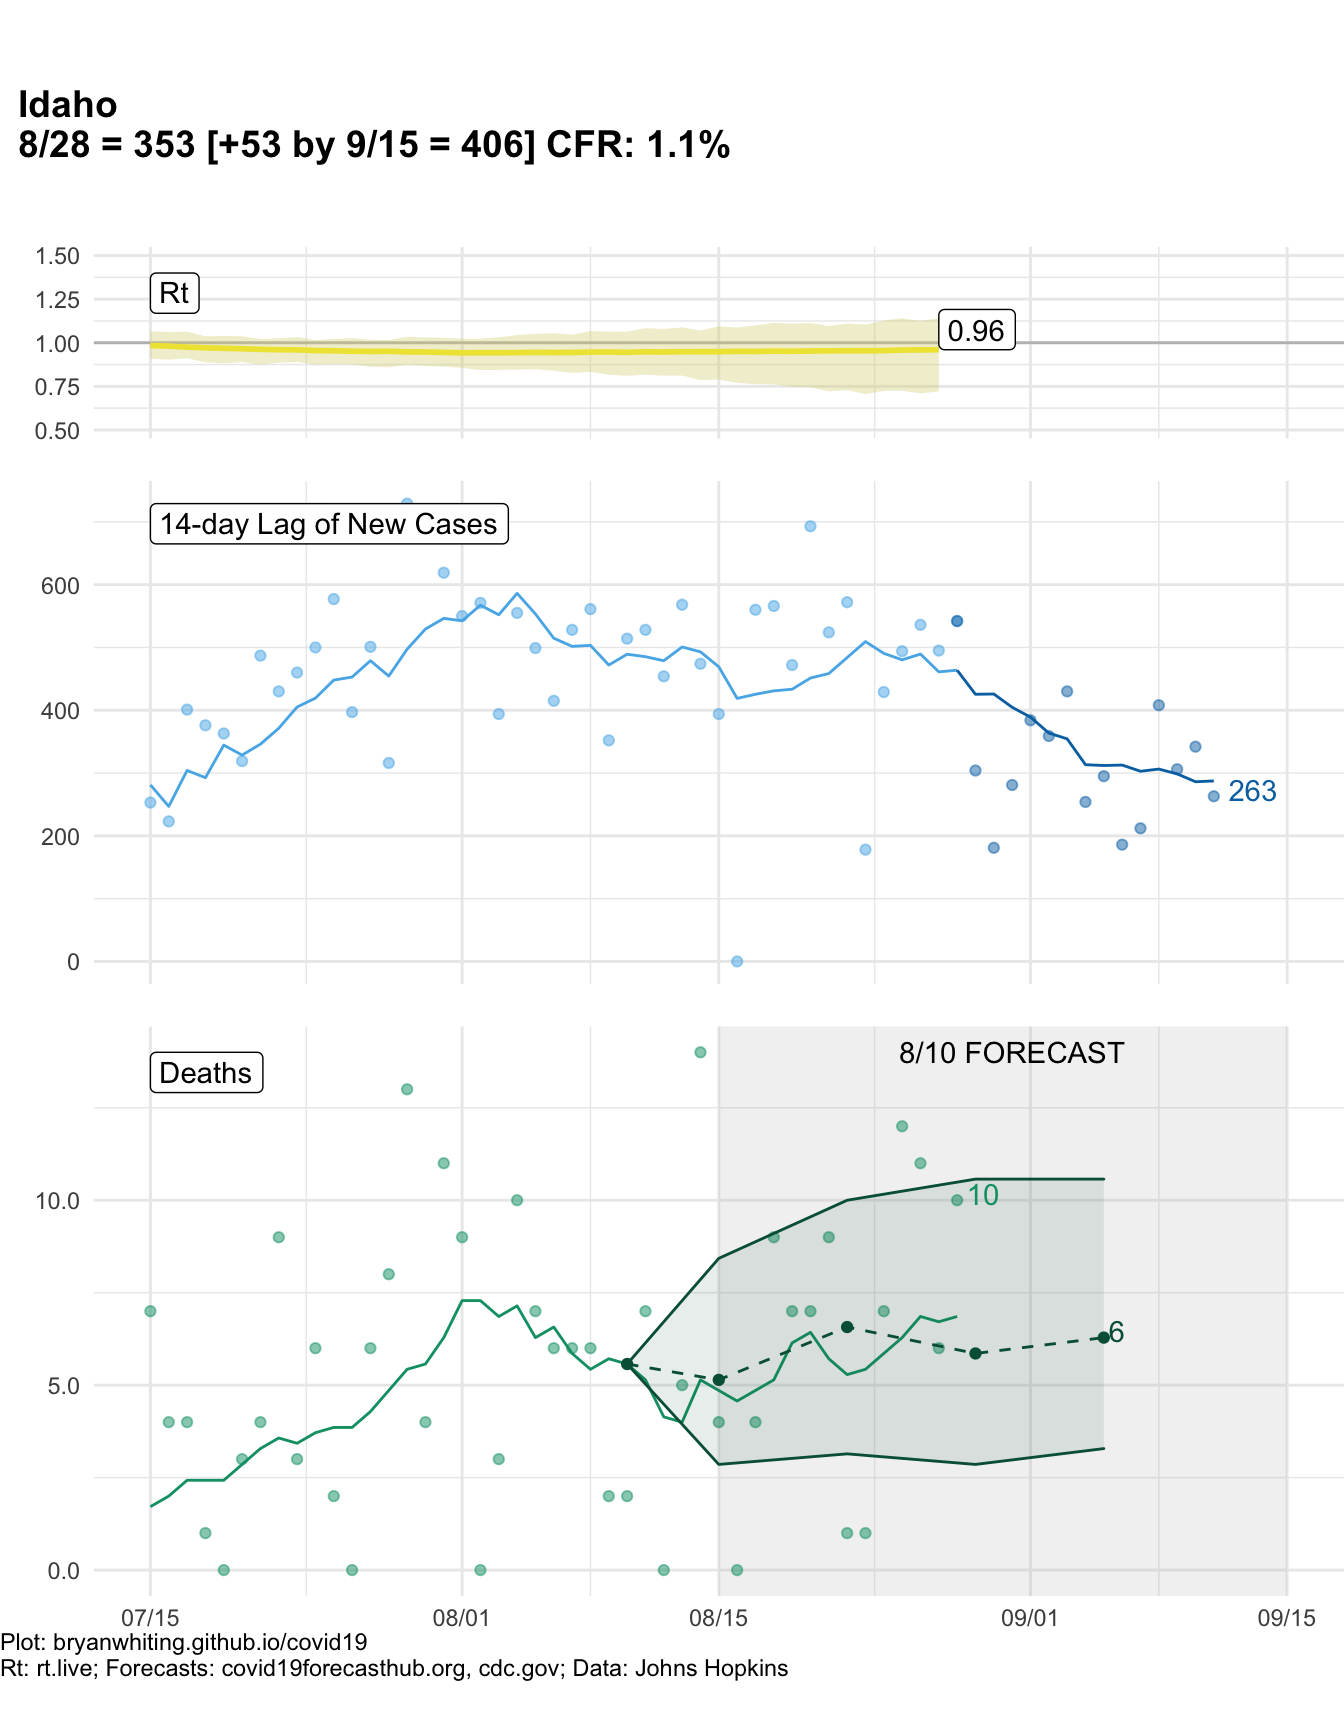 Idaho
8/28 = 353 [+53 by 9/15 = 406] CFR: 1.1%
1.50
Rt
1.25
0.96
1.00
0.75
0.50
14-day Lag of New Cases
600
400
263
200
0
8/10 FORECAST
Deaths
10.0
10
6
5.0
0.0
07/15 08/01 08/15 09/01 09/15
Plot: bryanwhiting.github.io/covid19
Rt: rt.live; Forecasts: covid19forecasthub.org, cdc.gov; Data: Johns Hopkins